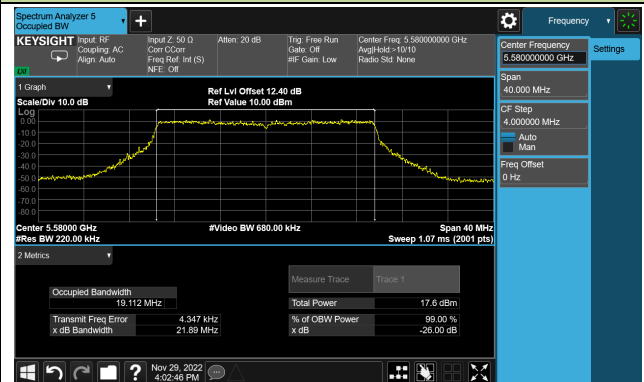 Spectrum Analyzer 5
Occupied BW
Frequency
KEYSIGHT
Input: RF
Coupling: AC
Align: Auto
Input Z: 50 Ω
Corr CCorr
Freq Ref: Int (S)
NFE: Off
Atten: 20 dB
Trig: Free Run
Gate: Off
#IF Gain: Low
Center Freq: 5.580000000 GHz
Avg|Hold:>10/10
Radio Std: None
LXI
Center Frequency
5.580000000 GHz
Settings
Span
40.000 MHz
CF Step
4.000000 MHz
Auto
Man
Freq Offset
0 Hz
1 Graph
Scale/Div 10.0 dB
Ref Lvl Offset 12.40 dB
Ref Value 10.00 dBm
Log
0.00
-10.0
-20.0
-30.0
-40.0
-50.0
-60.0
-70.0
-80.0
Center 5.58000 GHz
#Res BW 220.00 kHz
#Video BW 680.00 kHz
Span 40 MHz
Sweep 1.07 ms (2001 pts)
2 Metrics
Measure Trace
Trace 1
Occupied Bandwidth
19.112 MHz
Total Power
17.6 dBm
Transmit Freq Error
4.347 kHz
% of OBW Power
99.00 %
x dB Bandwidth
21.89 MHz
x dB
-26.00 dB
?
Nov 29, 2022
4:02:46 PM